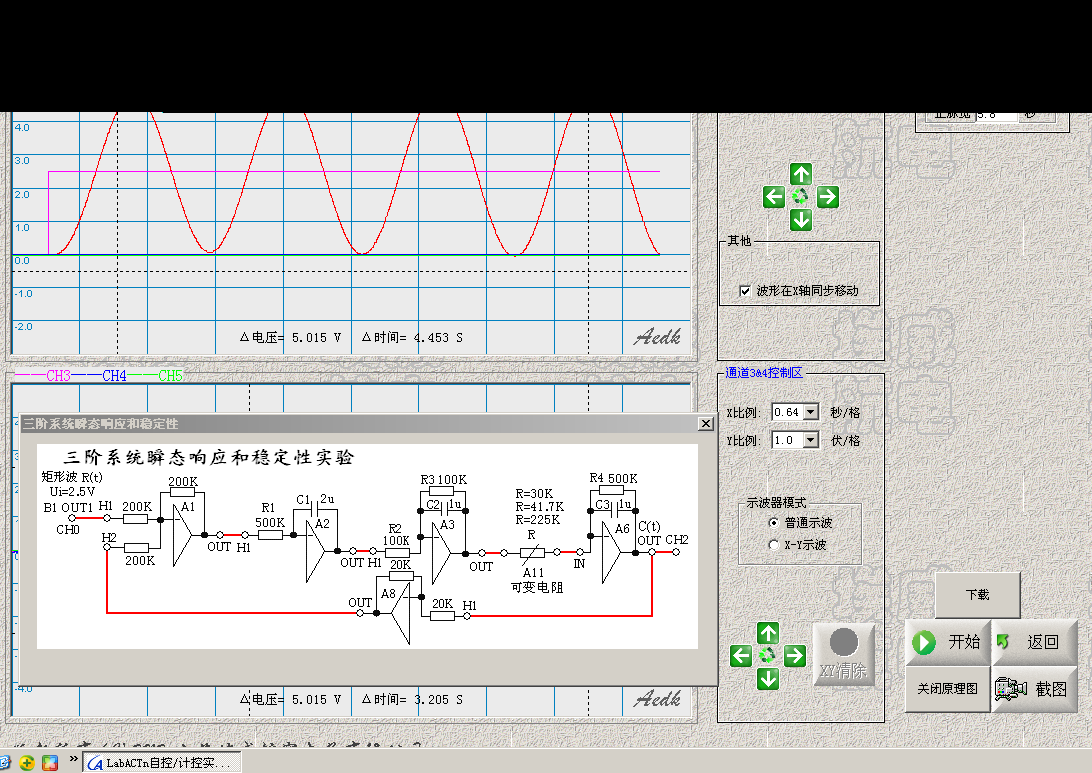 4.0
3.0
2.0
1.0
0.0
-1.0
-2.0
正脉宽 5.8 秒
其他
波形在X轴同步移动
△电压= 5.015 V △时间= 4.453 S
Aedk
CH3 CH4 CH5
通道3&4控制区
X比例: 0.64 秒/格
Y比例: 1.0 伏/格
示波器模式
普通示波
X-Y示波
XY清除
三阶系统瞬态响应和稳定性
三阶系统瞬态响应和稳定性实验
矩形波 R(t)
Ui=2.5V
B1 OUT1 H1
CH0
200K
200K
A1
H2
200K
OUT H1
R1
500K
C1 2u
A2
OUT H1
R2
100K
R3 100K
C2 1u
A3
OUT
R=30K
R=41.7K
R=225K
R
A11
可变电阻
IN
R4 500K
C3 1u
A6
C(t)
OUT CH2
20K
A8
OUT
20K H1
-4.0
△电压= 5.015 V △时间= 3.205 S
Aedk
下载
开始
返回
关闭原理图
截图
» LabACTn自控/计控实...